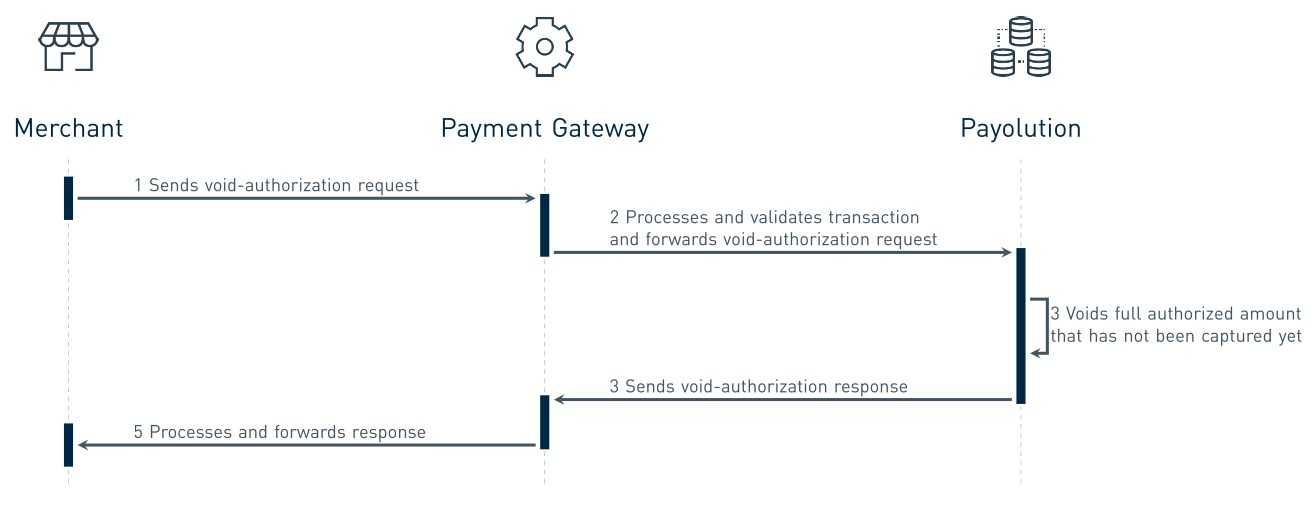 Merchant
Payment Gateway
Payolution
1 Sends void-authorization request
2 Processes and validates transaction
and forwards void-authorization request
3 Voids full authorized amount
that has not been captured yet
3 Sends void-authorization response
5 Processes and forwards response